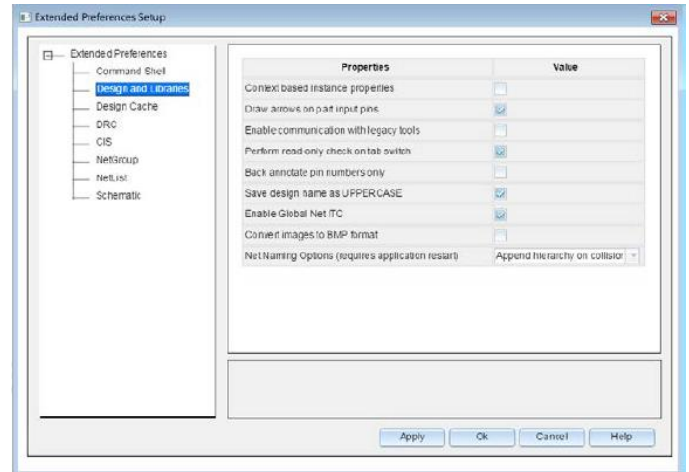 Extended Preferences Setup
Extended Preferences
Command Shell
Design and Libraries
Design Cache
DRC
CIS
NetGroup
NetList
Schematic
Properties Value
Context based instance properties
Draw arrows on part input pins
Enable communication with legacy tools
Perform read only check on tab switch
Back annotate pin numbers only
Save design name as UPPERCASE
Enable Global Net ITC
Convert images to BMP format
Net Naming Options (requires application restart) Append hierarchy on collision
Apply Ok Cancel Help